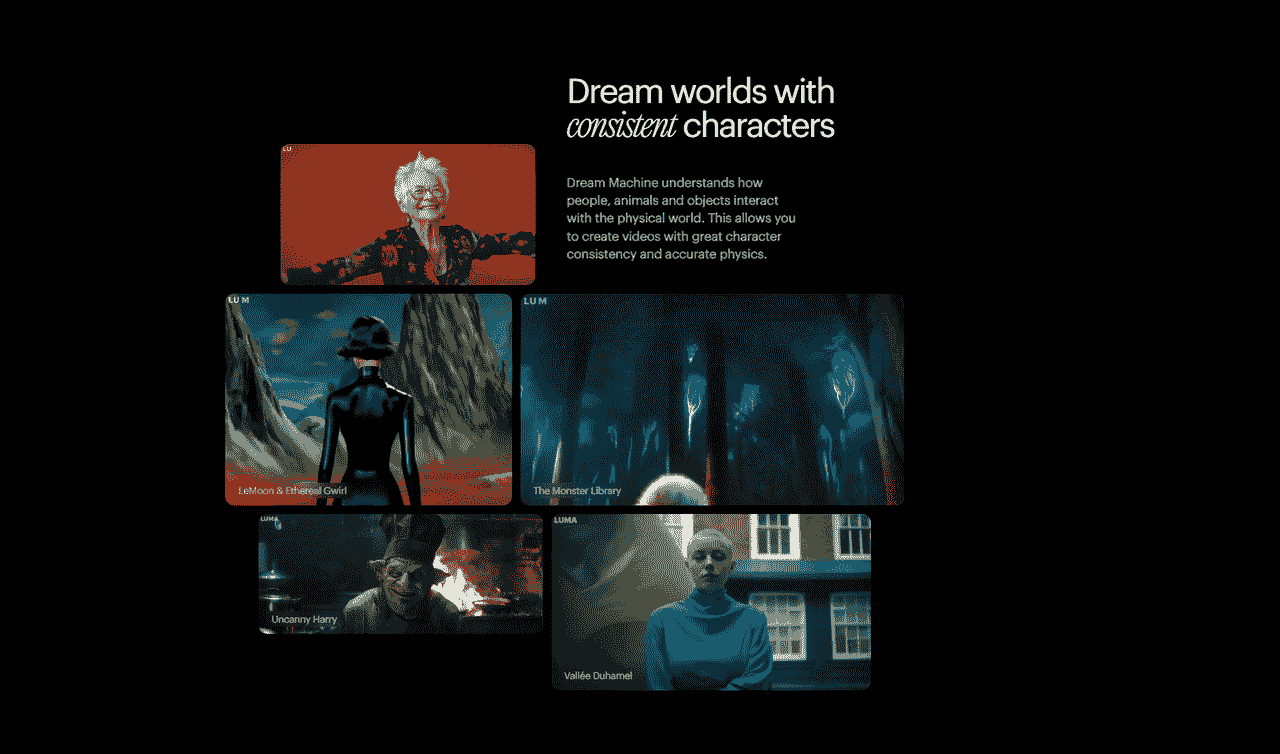 Dream worlds with
consistent characters
LU
Dream Machine understands how
people, animals and objects interact
with the physical world. This allows you
to create videos with great character
consistency and accurate physics.
LUM
LUM
LeMoon & Ethereal Gwirl
The Monster Library
LUMA
LUMA
Uncanny Harry
Vallée Duhamel